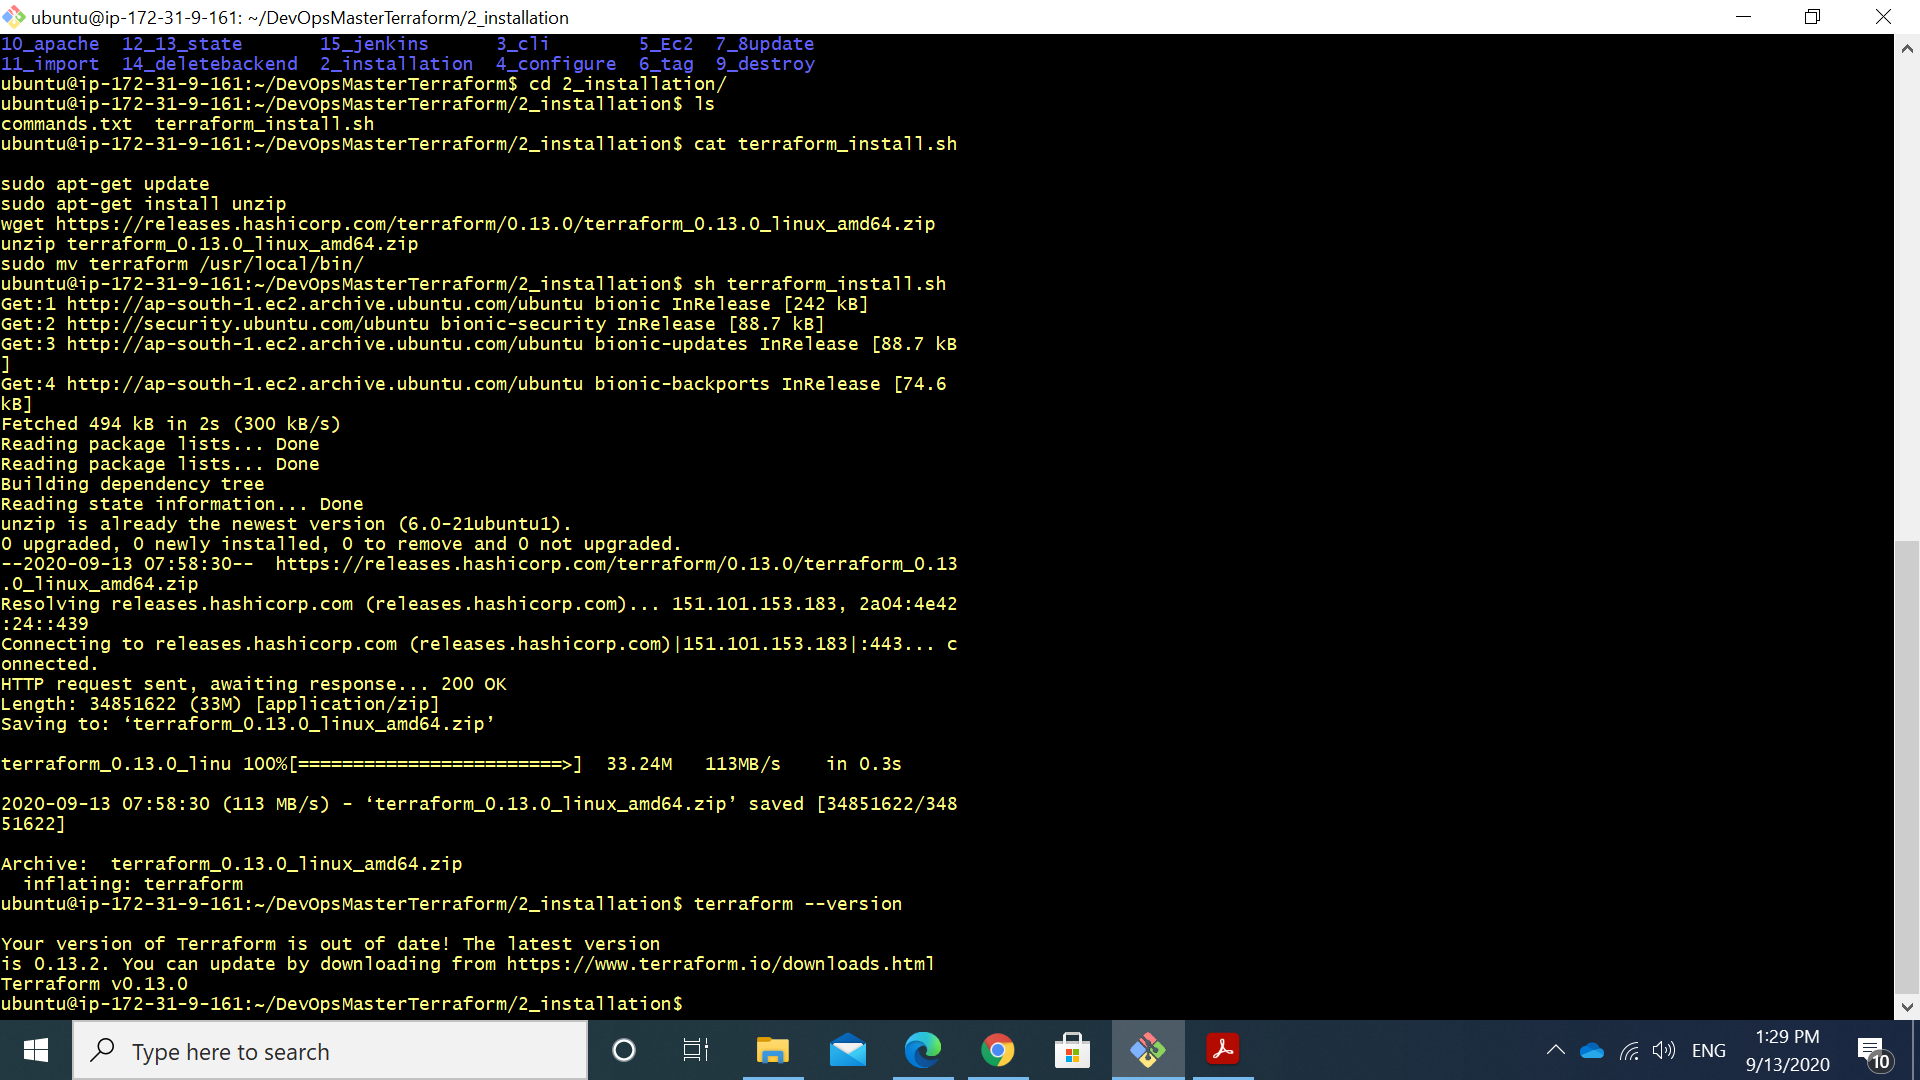 ubuntu@ip-172-31-9-161: ~/DevOpsMasterTerraform/2_installation
10_apache  12_13_state       15_jenkins      3_cli        5_Ec2  7_8update
11_import  14_deletebackend  2_installation  4_configure  6_tag  9_destroy
ubuntu@ip-172-31-9-161:~/DevOpsMasterTerraform$ cd 2_installation/
ubuntu@ip-172-31-9-161:~/DevOpsMasterTerraform/2_installation$ ls
commands.txt  terraform_install.sh
ubuntu@ip-172-31-9-161:~/DevOpsMasterTerraform/2_installation$ cat terraform_install.sh
sudo apt-get update
sudo apt-get install unzip
wget https://releases.hashicorp.com/terraform/0.13.0/terraform_0.13.0_linux_amd64.zip
unzip terraform_0.13.0_linux_amd64.zip
sudo mv terraform /usr/local/bin/
ubuntu@ip-172-31-9-161:~/DevOpsMasterTerraform/2_installation$ sh terraform_install.sh
Get:1 http://ap-south-1.ec2.archive.ubuntu.com/ubuntu bionic InRelease [242 kB]
Get:2 http://security.ubuntu.com/ubuntu bionic-security InRelease [88.7 kB]
Get:3 http://ap-south-1.ec2.archive.ubuntu.com/ubuntu bionic-updates InRelease [88.7 kB
]
Get:4 http://ap-south-1.ec2.archive.ubuntu.com/ubuntu bionic-backports InRelease [74.6
kB]
Fetched 494 kB in 2s (300 kB/s)
Reading package lists... Done
Reading package lists... Done
Building dependency tree
Reading state information... Done
unzip is already the newest version (6.0-21ubuntu1).
0 upgraded, 0 newly installed, 0 to remove and 0 not upgraded.
--2020-09-13 07:58:30--  https://releases.hashicorp.com/terraform/0.13.0/terraform_0.13
.0_linux_amd64.zip
Resolving releases.hashicorp.com (releases.hashicorp.com)... 151.101.153.183, 2a04:4e42
:24::439
Connecting to releases.hashicorp.com (releases.hashicorp.com)|151.101.153.183|:443... c
onnected.
HTTP request sent, awaiting response... 200 OK
Length: 34851622 (33M) [application/zip]
Saving to: ‘terraform_0.13.0_linux_amd64.zip’
terraform_0.13.0_linu 100%[========================>]  33.24M   113MB/s    in 0.3s
2020-09-13 07:58:30 (113 MB/s) - ‘terraform_0.13.0_linux_amd64.zip’ saved [34851622/348
51622]
Archive:  terraform_0.13.0_linux_amd64.zip
  inflating: terraform
ubuntu@ip-172-31-9-161:~/DevOpsMasterTerraform/2_installation$ terraform --version
Your version of Terraform is out of date! The latest version
is 0.13.2. You can update by downloading from https://www.terraform.io/downloads.html
Terraform v0.13.0
ubuntu@ip-172-31-9-161:~/DevOpsMasterTerraform/2_installation$
Type here to search
ENG
1:29 PM
9/13/2020
10